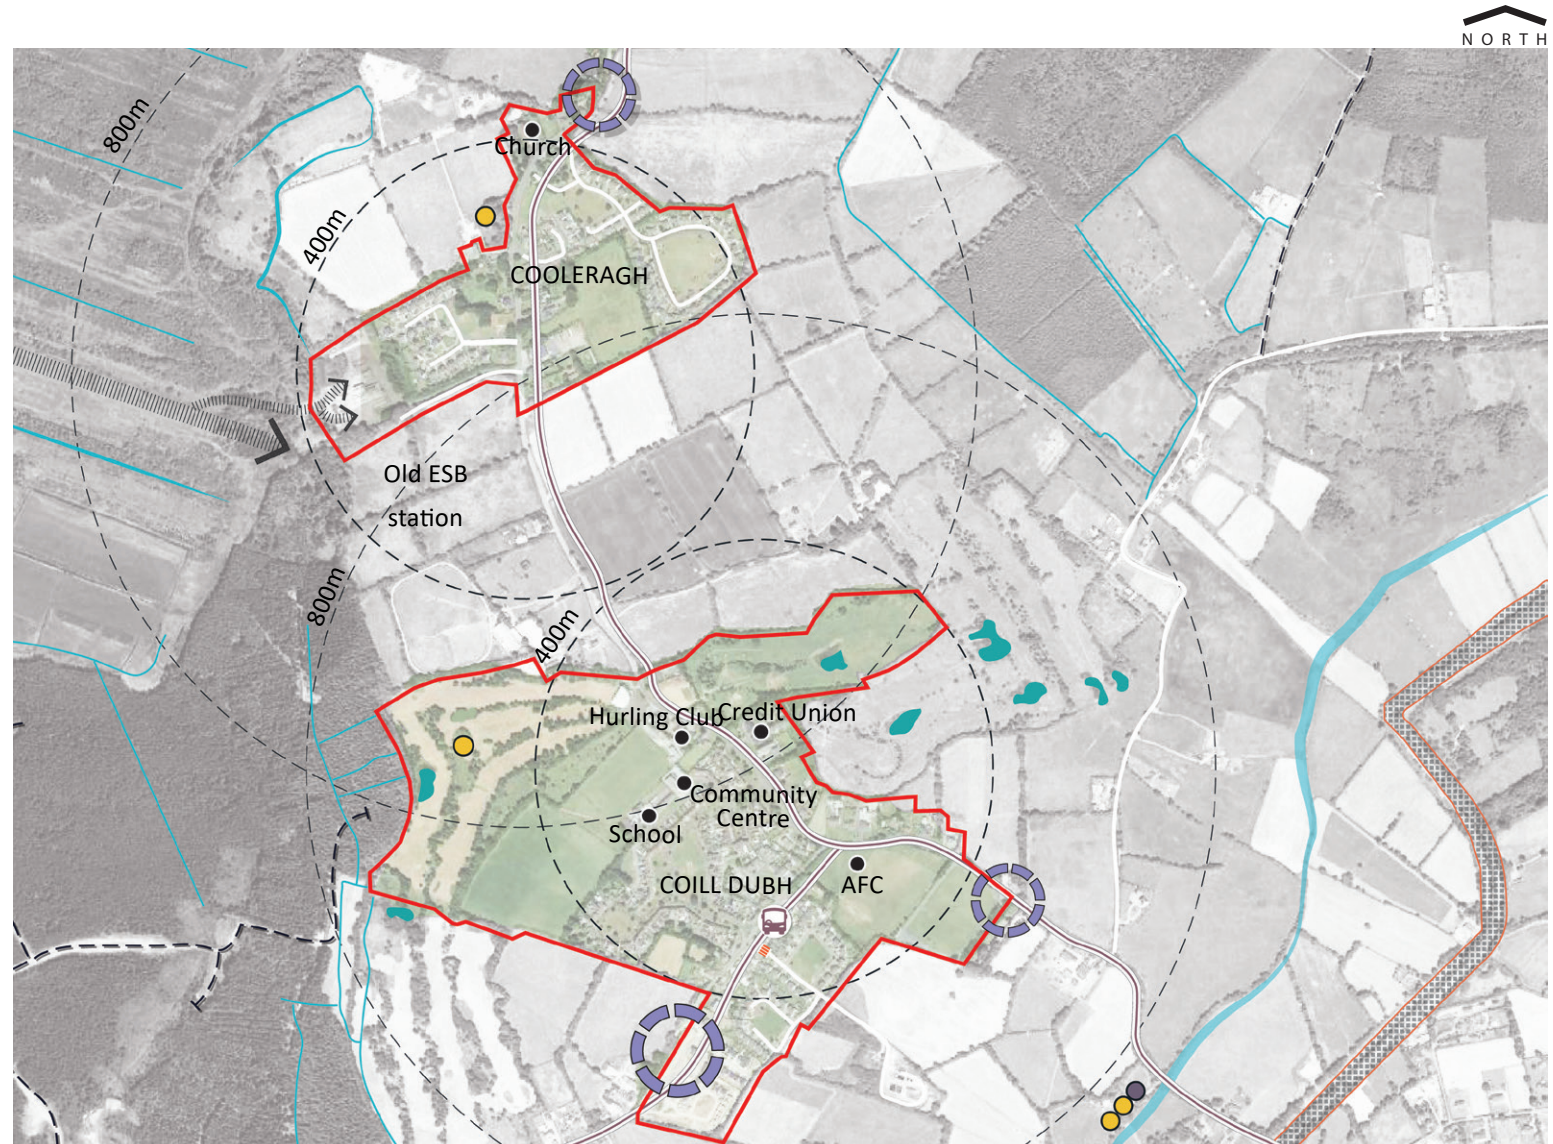 NORTH
800m
Church
400m
COOLERAGH
Old ESB
station
800m
400m
Hurling Club
Credit Union
Community
Centre
School
COILL DUBH
AFC